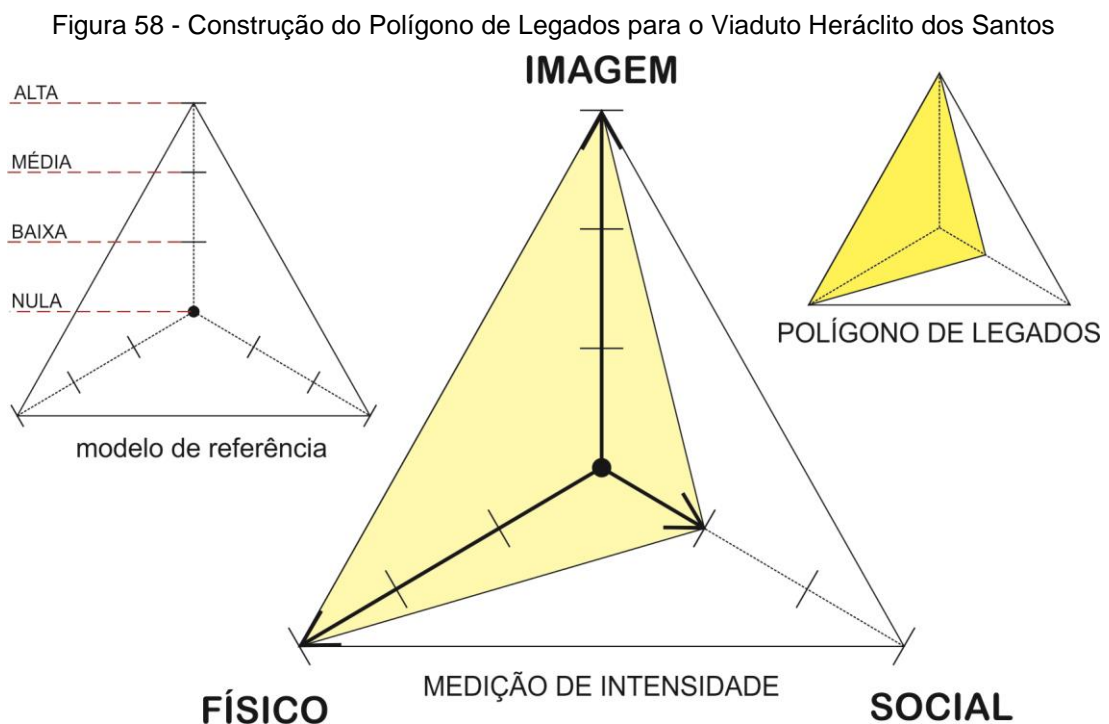 Figura 58 - Construção do Polígono de Legados para o Viaduto Heráclito dos Santos
IMAGEM
ALTA
MÉDIA
BAIXA
NULA
modelo de referência
POLÍGONO DE LEGADOS
MEDIÇÃO DE INTENSIDADE
FÍSICO
SOCIAL